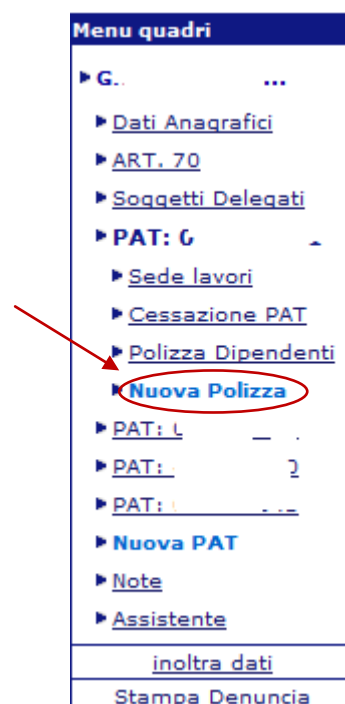 Menu quadri
G. ...
Dati Anagrafici
ART. 70
Soggetti Delegati
PAT:
Sede lavori
Cessazione PAT
Polizza Dipendenti
Nuova Polizza
PAT:
PAT:
PAT:
Nuova PAT
Note
Assistente
inoltra dati
Stampa Denuncia